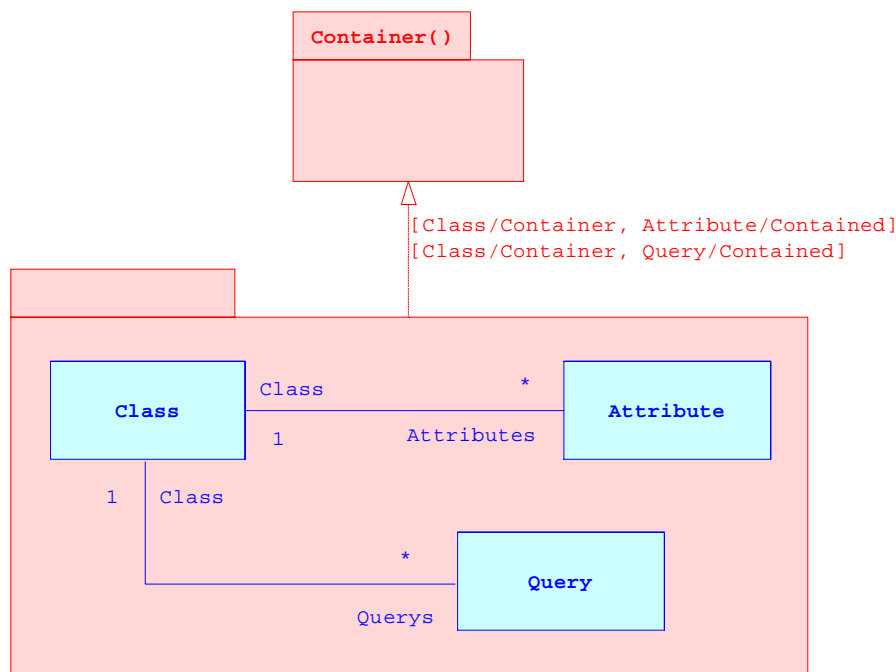 Container()
[Class/Container, Attribute/Contained]
[Class/Container, Query/Contained]
Class
Class
*
Attribute
1
Attributes
1
Class
*
Query
Querys